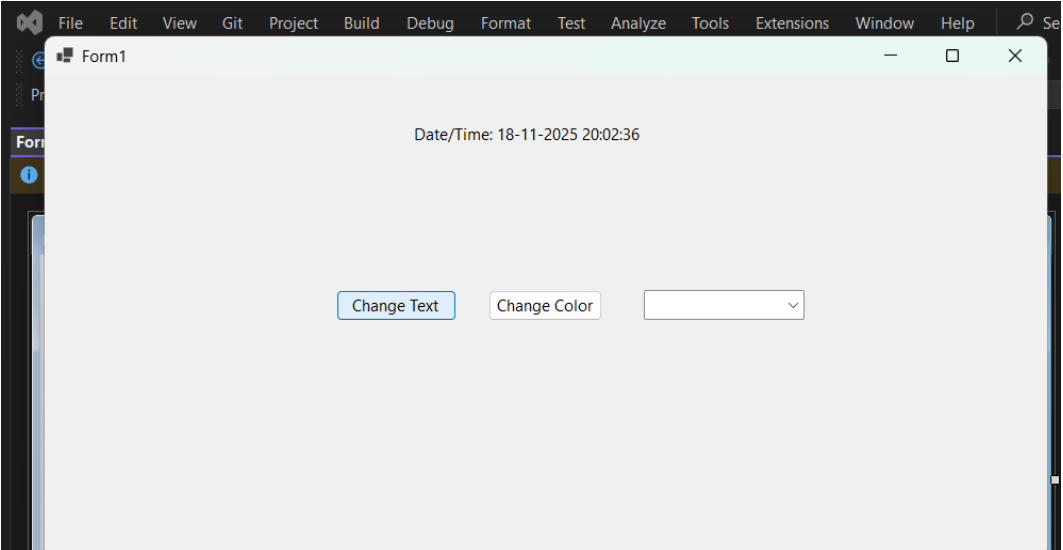 File Edit View Git Project Build Debug Format Test Analyze Tools Extensions Window Help
Form1
Date/Time: 18-11-2025 20:02:36
Change Text Change Color